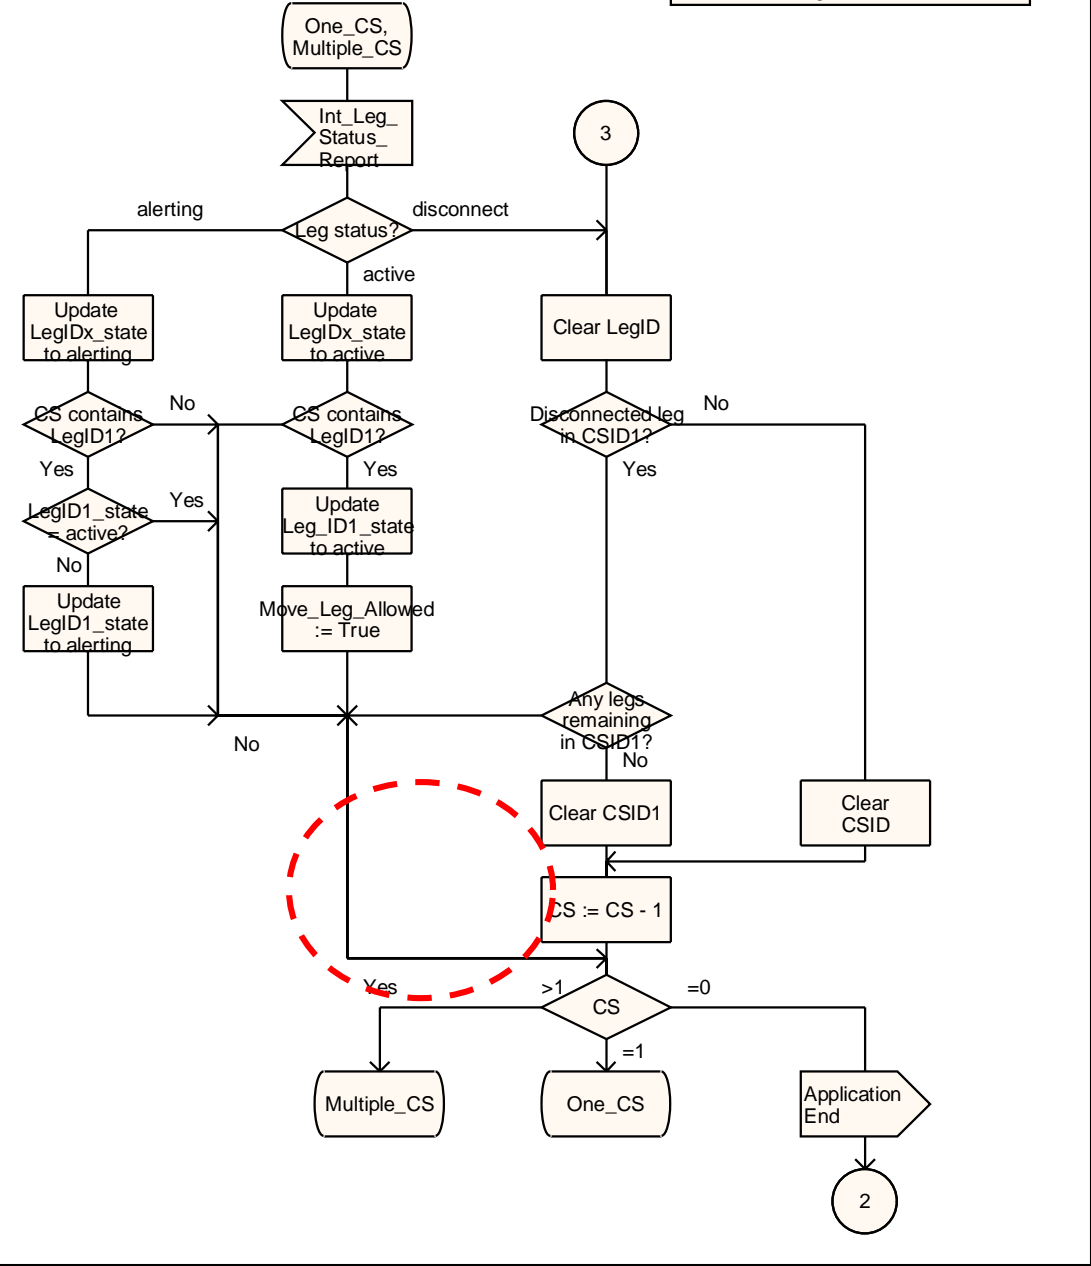 One_CS,
Multiple_CS
Int_Leg_
Status_
Report
3
alerting
Leg status?
disconnect
active
Update
LegIDx_state
to alerting
Update
LegIDx_state
to active
Clear LegID
CS contains
LegID1?
No
CS contains
LegID1?
Disconnected leg
in CSID1?
No
Yes
Yes
Yes
LegID1_state
= active?
Yes
Update
Leg_ID1_state
to active
No
Update
LegID1_state
to alerting
Move_Leg_Allowed
:= True
Any legs
remaining
in CSID1?
No
No
Clear CSID1
Clear
CSID
CS := CS - 1
Yes
>1
CS
=0
=1
Multiple_CS
One_CS
Application
End
2